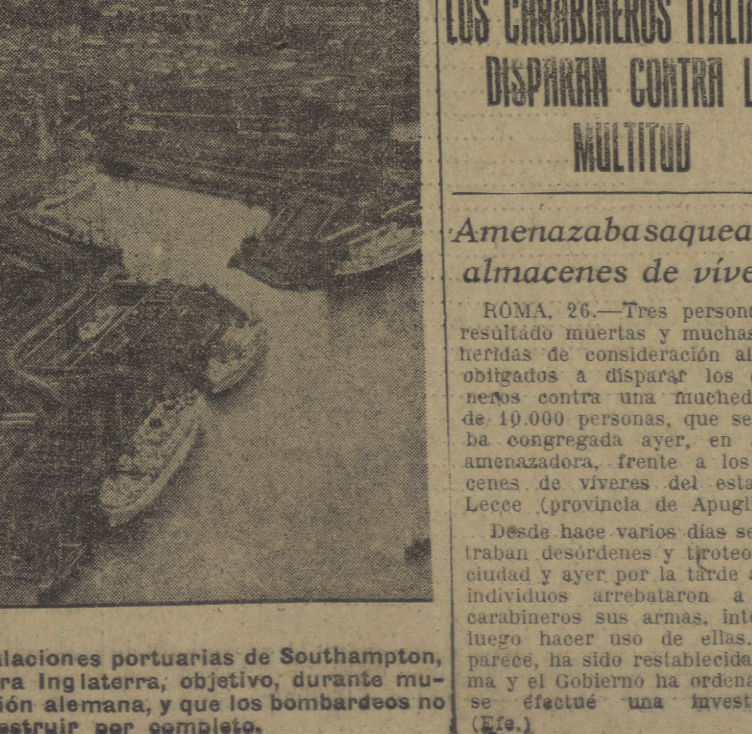 LOS CARABINEROS ITALI
DISPARAN CONTRA L
MULTITUD
Amenazaba saquea
almacenes de víve
ROMA, 26.—Tres persona
resultado muertas y muchas
heridas de consideración al
obligados a disparar los
neros contra una muched
de 10.000 personas, que se
ba congregada ayer, en
amenazadora, frente a los
cenes de víveres del esta
Lecce (provincia de Apugl
Desde hace varios días se
traban desórdenes y tiroteo
ciudad y ayer por la tarde a
individuos arrebataron a
carabineros sus armas, inte
luego hacer uso de ellas.
parece, ha sido restablecida
ma y el Gobierno ha ordena
se efectué una invest
(Efe.)
alaciones portuarias de Southampton,
ra Inglaterra, objetivo, durante mu-
ión alemana, y que los bombardeos no
estruir por completo.